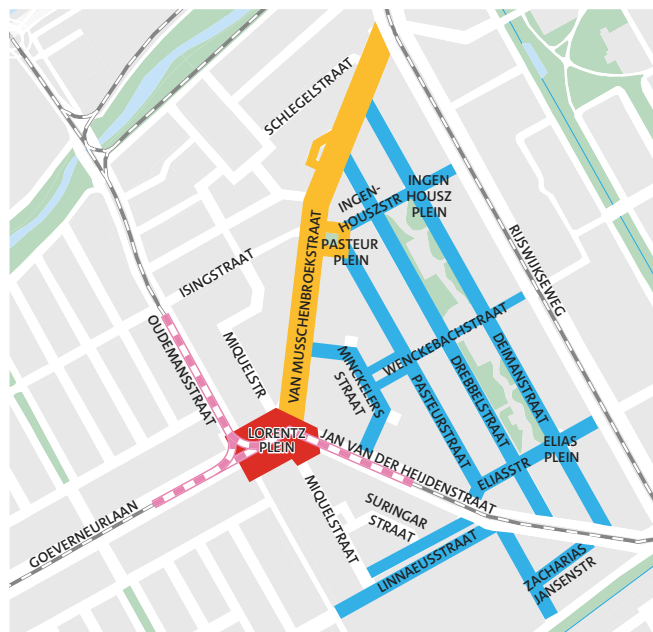 SCHLEGELSTRAAT
INGEN-
HOUSZSTR
INGEN
HOUSZ
PLEIN
PASTEUR
PLEIN
RIJSWIJKSEWEG
ISINGSTRAAT
VAN MUSSCHENBROEKSTRAAT
OUDEMANSSTRAAT
MIQUELSTR
MINCKELERS
STRAAT
WENCKEBACHSTRAAT
DEIMANSTRAAT
DREBBELSTRAAT
PASTEURSTRAAT
LORENTZ
PLEIN
JAN VAN DER HEIJDENSTRAAT
ELIAS
PLEIN
ELIASSTR
MIQUELSTRAAT
SURINGAR
STRAAT
GOEVERNEURLAAN
LINNAEUSSTRAAT
ZACHARIAS
JANSENSTR